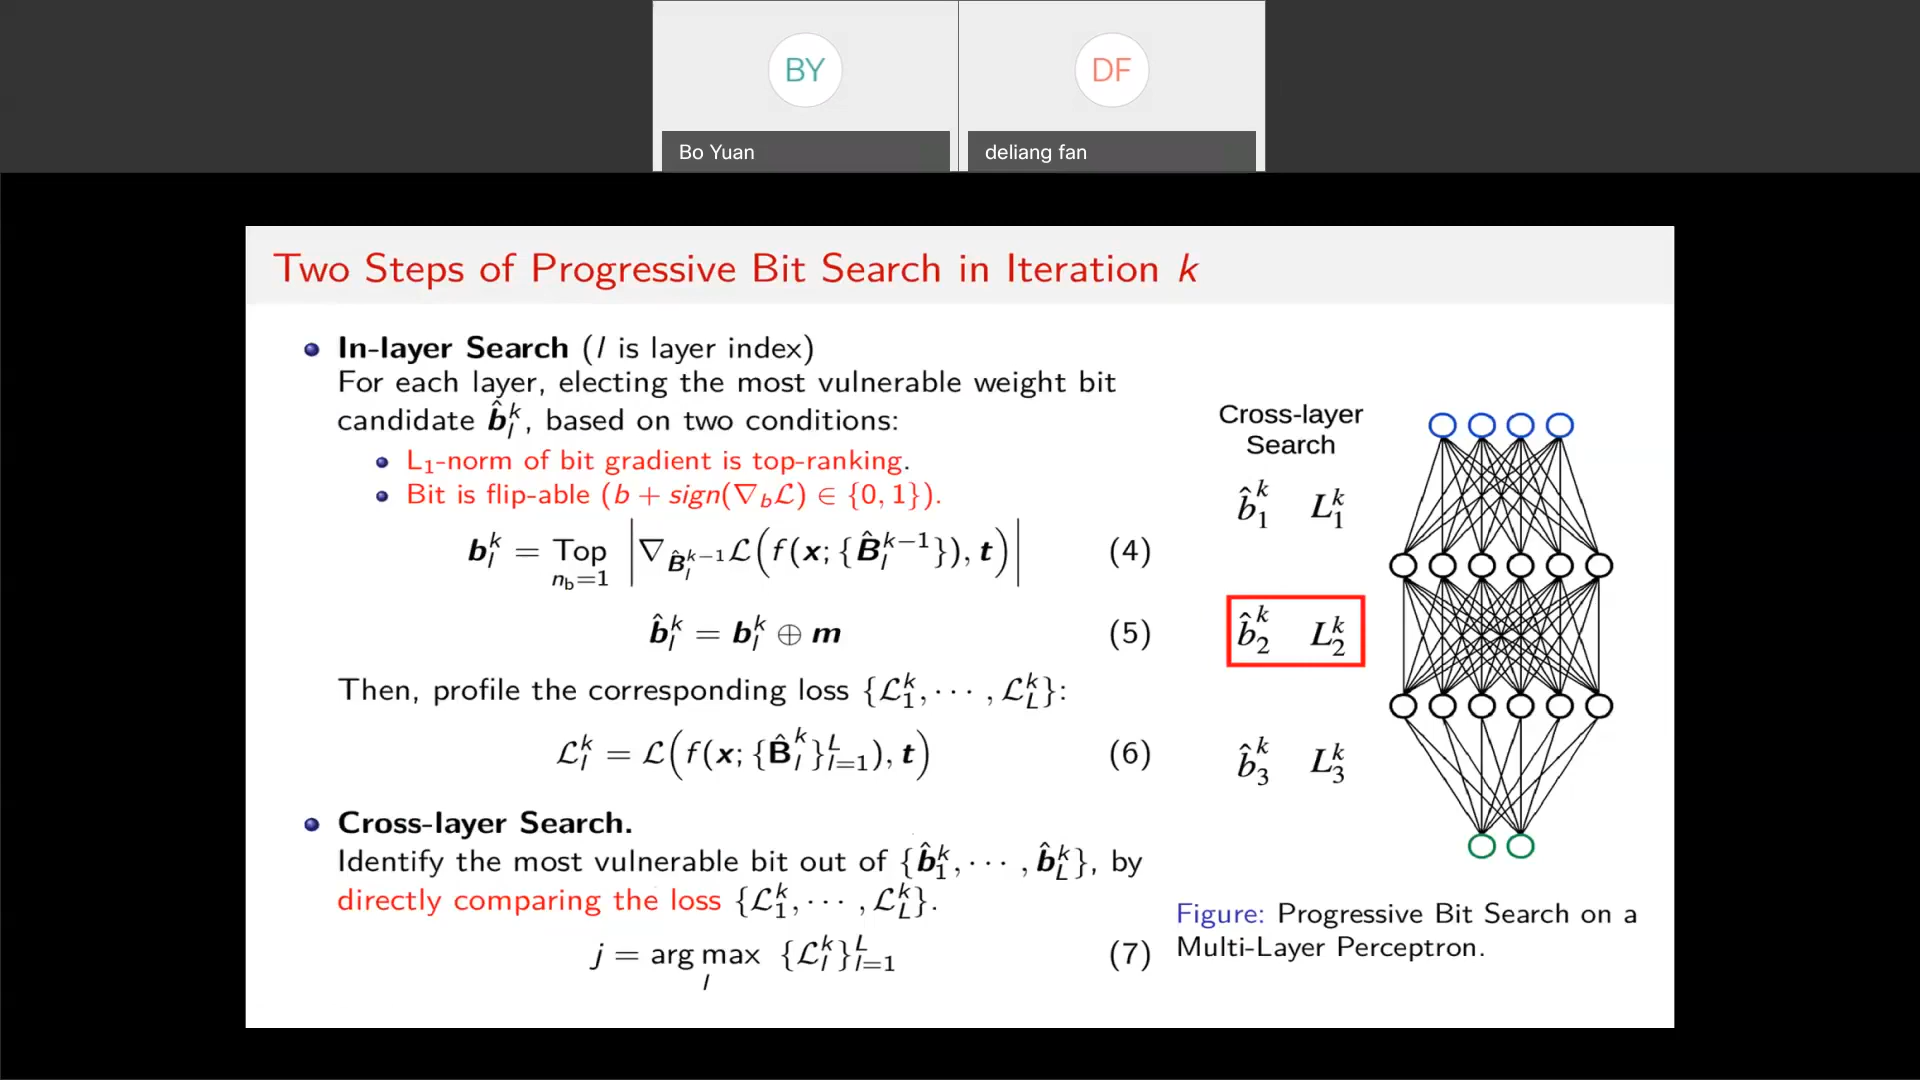 BY
DF
Bo Yuan
deliang fan
Two Steps of Progressive Bit Search in Iteration k
In-layer Search (l is layer index)
For each layer, electing the most vulnerable weight bit
candidate b̂_l^k, based on two conditions:
L₁-norm of bit gradient is top-ranking.
Bit is flip-able (b + sign(∇_b ℒ) ∈ {0, 1}).
b_l^k = Top_{n_b=1} |∇_{B̂_l^{k−1}} ℒ(f(x; {B̂_l^{k−1}}), t)| (4)
b̂_l^k = b_l^k ⊕ m (5)
Then, profile the corresponding loss {ℒ_1^k, ··· , ℒ_L^k}:
ℒ_l^k = ℒ(f(x; {B̂_l^k}_{l=1}^L), t) (6)
Cross-layer Search.
Identify the most vulnerable bit out of {b̂_1^k, ··· , b̂_L^k}, by
directly comparing the loss {ℒ_1^k, ··· , ℒ_L^k}.
j = arg max_l {ℒ_l^k}_{l=1}^L (7)
Cross-layer
Search
b̂_1^k L_1^k
b̂_2^k L_2^k
b̂_3^k L_3^k
Figure: Progressive Bit Search on a
Multi-Layer Perceptron.